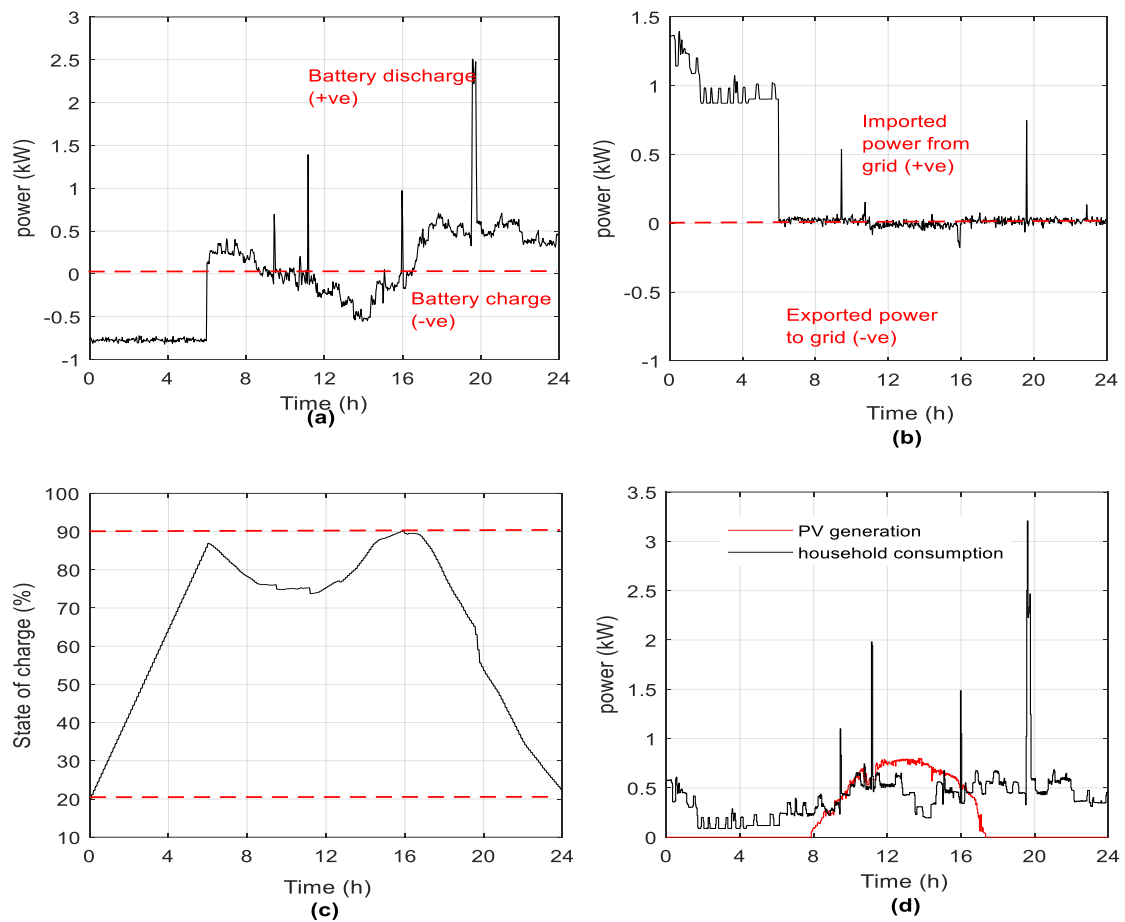 3
2.5
2
1.5
1
0.5
0
-0.5
-1
power (kW)
Battery discharge
(+ve)
Battery charge
(-ve)
0 4 8 12 16 20 24
Time (h)
(a)
1.5
1
0.5
0
0.5
1
power (kW)
Imported
power from
grid (+ve)
Exported power
to grid (-ve)
0 4 8 12 16 20 24
Time (h)
(b)
100
90
80
70
60
50
40
30
20
10
State of charge (%)
0 4 8 12 16 20 24
Time (h)
(c)
3.5
3
2.5
2
1.5
1
0.5
0
power (kW)
PV generation
household consumption
0 4 8 12 16 20 24
Time (h)
(d)